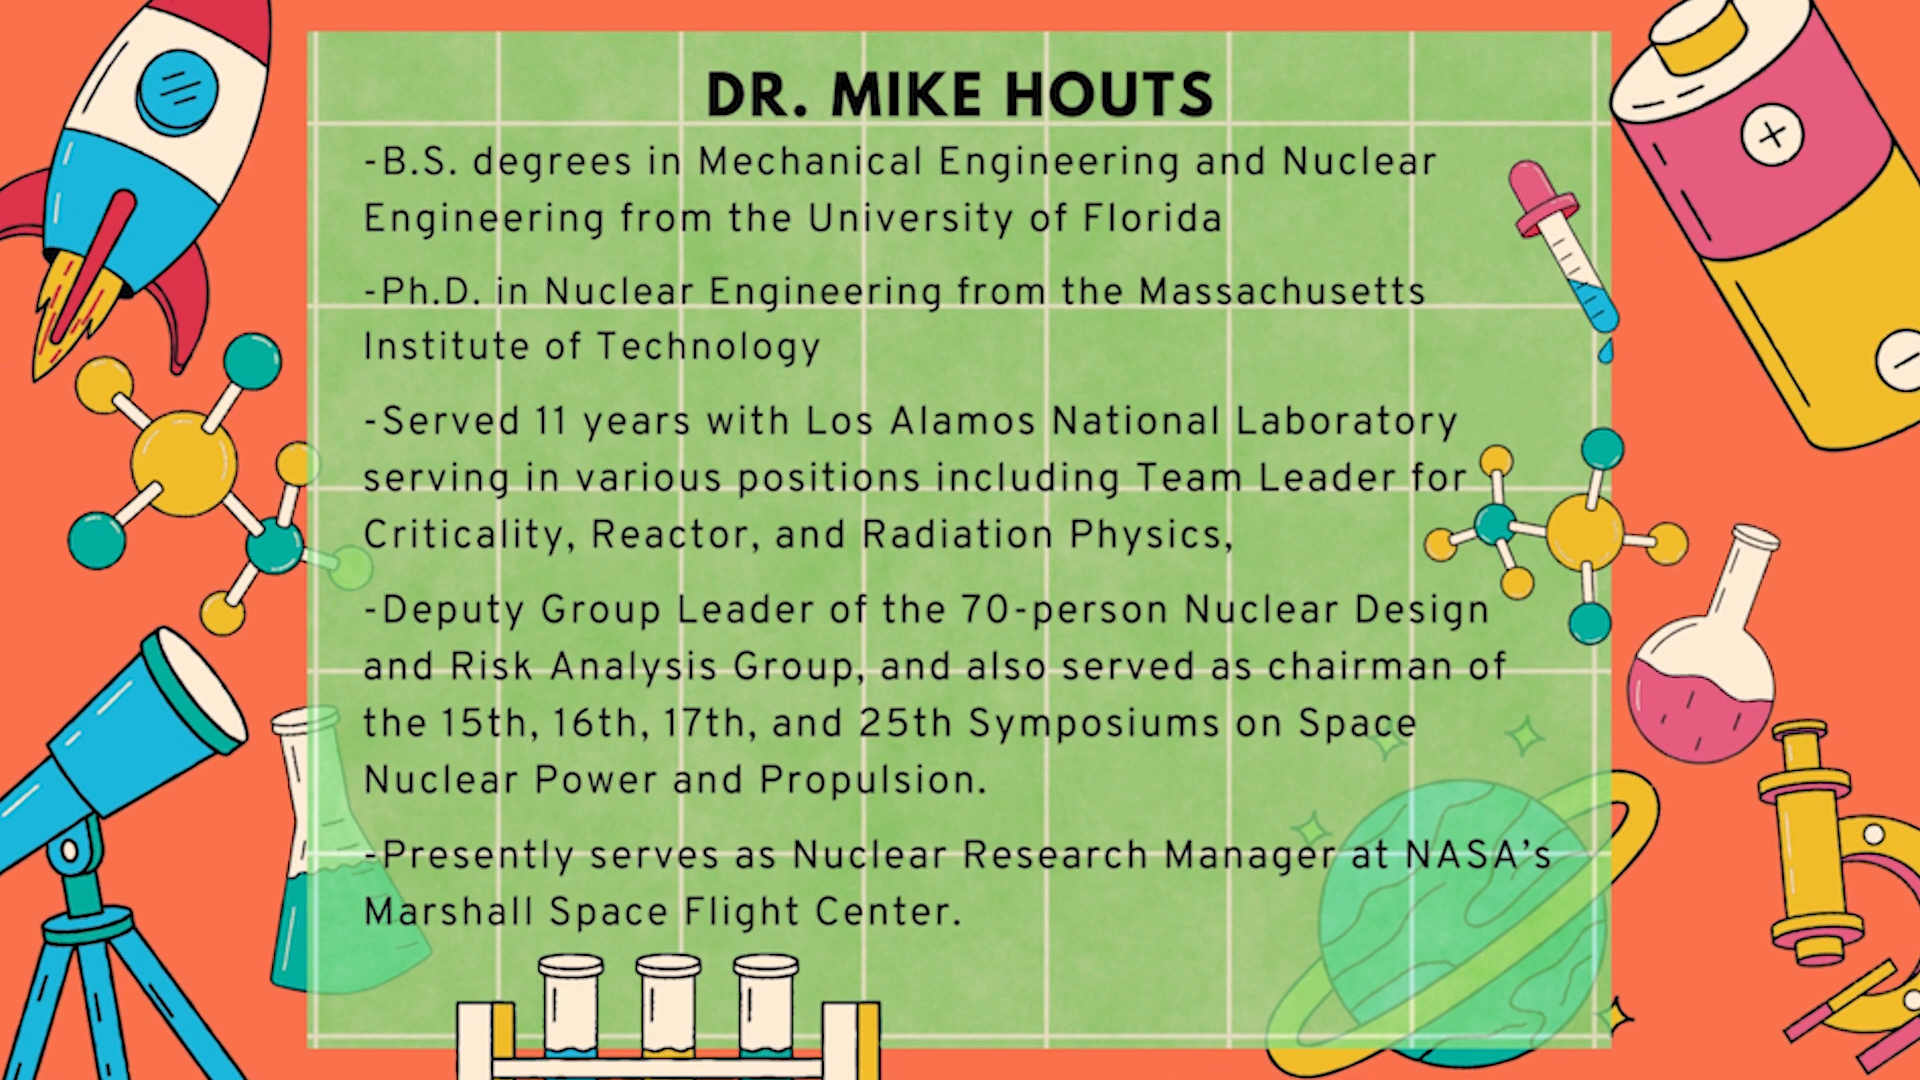 DR. MIKE HOUTS
-B.S. degrees in Mechanical Engineering and Nuclear
Engineering from the University of Florida
-Ph.D. in Nuclear Engineering from the Massachusetts
Institute of Technology
-Served 11 years with Los Alamos National Laboratory
serving in various positions including Team Leader for
Criticality, Reactor, and Radiation Physics,
-Deputy Group Leader of the 70-person Nuclear Design
and Risk Analysis Group, and also served as chairman of
the 15th, 16th, 17th, and 25th Symposiums on Space
Nuclear Power and Propulsion.
-Presently serves as Nuclear Research Manager at NASA’s
Marshall Space Flight Center.